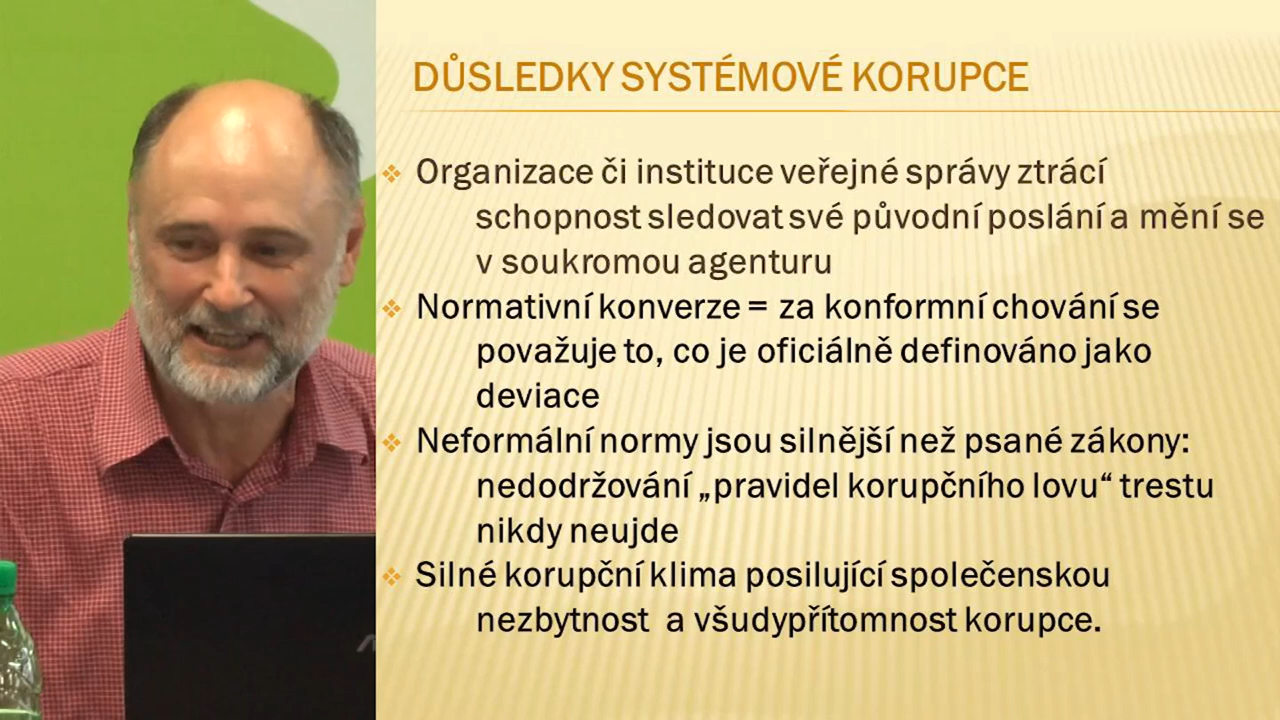 DŮSLEDKY SYSTÉMOVÉ KORUPCE
Organizace či instituce veřejné správy ztrácí
schopnost sledovat své původní poslání a mění se
v soukromou agenturu
Normativní konverze = za konformní chování se
považuje to, co je oficiálně definováno jako
deviace
Neformální normy jsou silnější než psané zákony:
nedodržování „pravidel korupčního lovu“ trestu
nikdy neujde
Silné korupční klima posilující společenskou
nezbytnost a všudypřítomnost korupce.